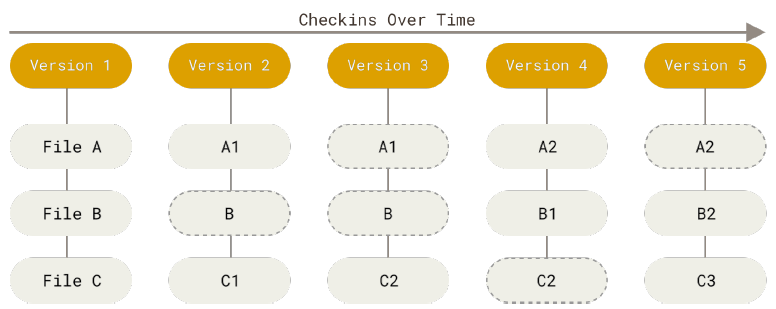 Checkins Over Time
Version 1 Version 2 Version 3 Version 4 Version 5
File A A1 A1 A2 A2
File B B B B1 B2
File C C1 C2 C2 C3